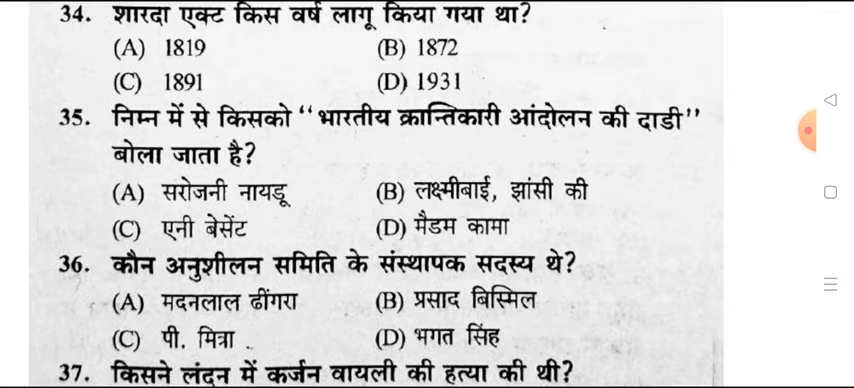 34. शारदा एक्ट किस वर्ष लागू किया गया था?
(A) 1819 (B) 1872
(C) 1891 (D) 1931
35. निम्न में से किसको "भारतीय क्रान्तिकारी आंदोलन की दाडी"
बोला जाता है?
(A) सरोजनी नायडू (B) लक्ष्मीबाई, झांसी की
(C) एनी बेसेंट (D) मैडम कामा
36. कौन अनुशीलन समिति के संस्थापक सदस्य थे?
(A) मदनलाल ढींगरा (B) प्रसाद बिस्मिल
(C) पी. मित्रा (D) भगत सिंह
37. किसने लंदन में कर्जन वायली की हत्या की थी?